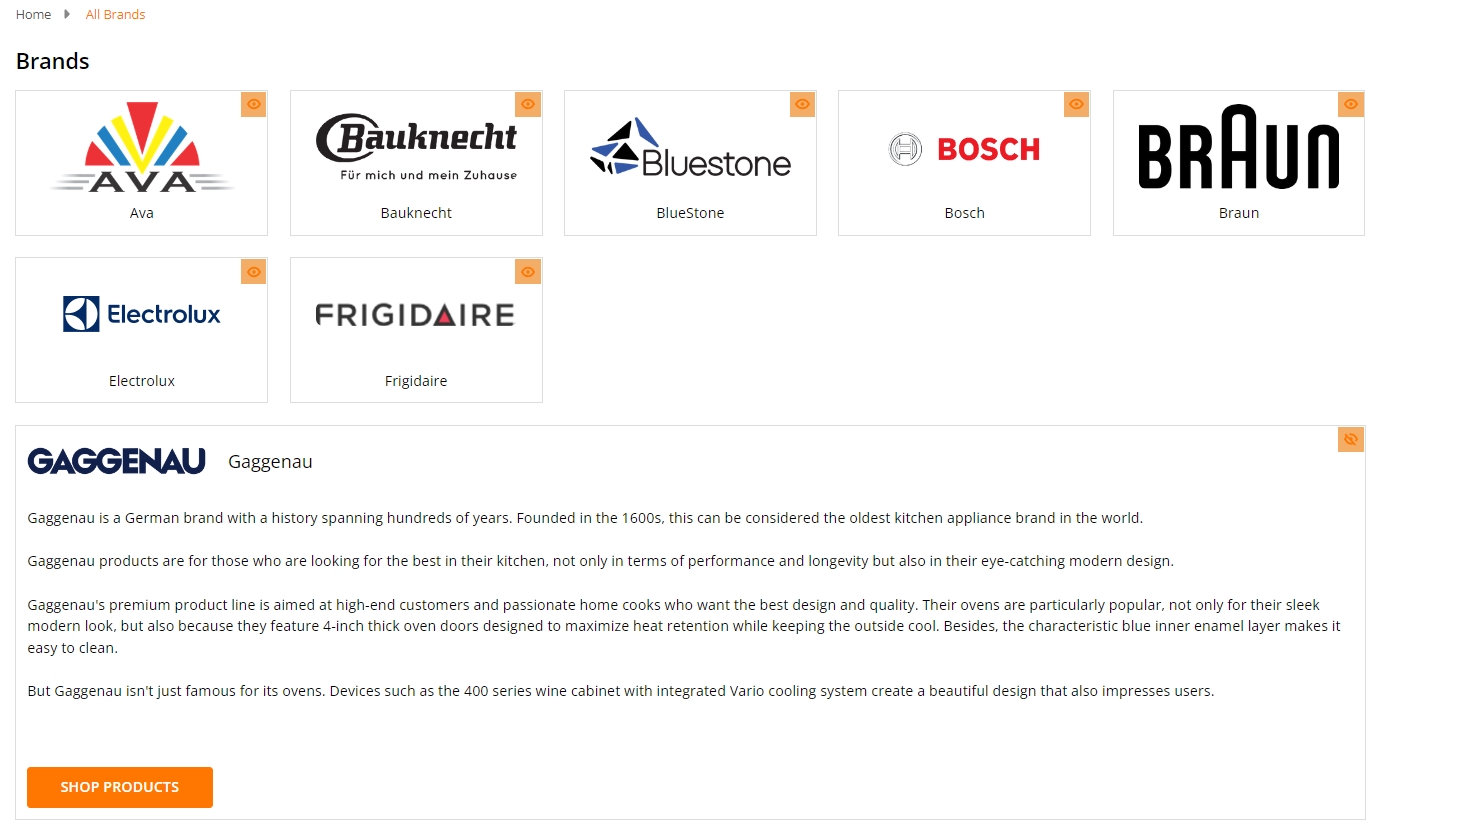 Home All Brands
Brands
AVA
Bauknecht
Für mich und mein Zuhause
Bluestone
BOSCH
BRAUN
Ava
Bauknecht
BlueStone
Bosch
Braun
Electrolux
FRIGIDAIRE
Electrolux
Frigidaire
GAGGENAU Gaggenau
Gaggenau is a German brand with a history spanning hundreds of years. Founded in the 1600s, this can be considered the oldest kitchen appliance brand in the world.
Gaggenau products are for those who are looking for the best in their kitchen, not only in terms of performance and longevity but also in their eye-catching modern design.
Gaggenau's premium product line is aimed at high-end customers and passionate home cooks who want the best design and quality. Their ovens are particularly popular, not only for their sleek
modern look, but also because they feature 4-inch thick oven doors designed to maximize heat retention while keeping the outside cool. Besides, the characteristic blue inner enamel layer makes it
easy to clean.
But Gaggenau isn't just famous for its ovens. Devices such as the 400 series wine cabinet with integrated Vario cooling system create a beautiful design that also impresses users.
SHOP PRODUCTS